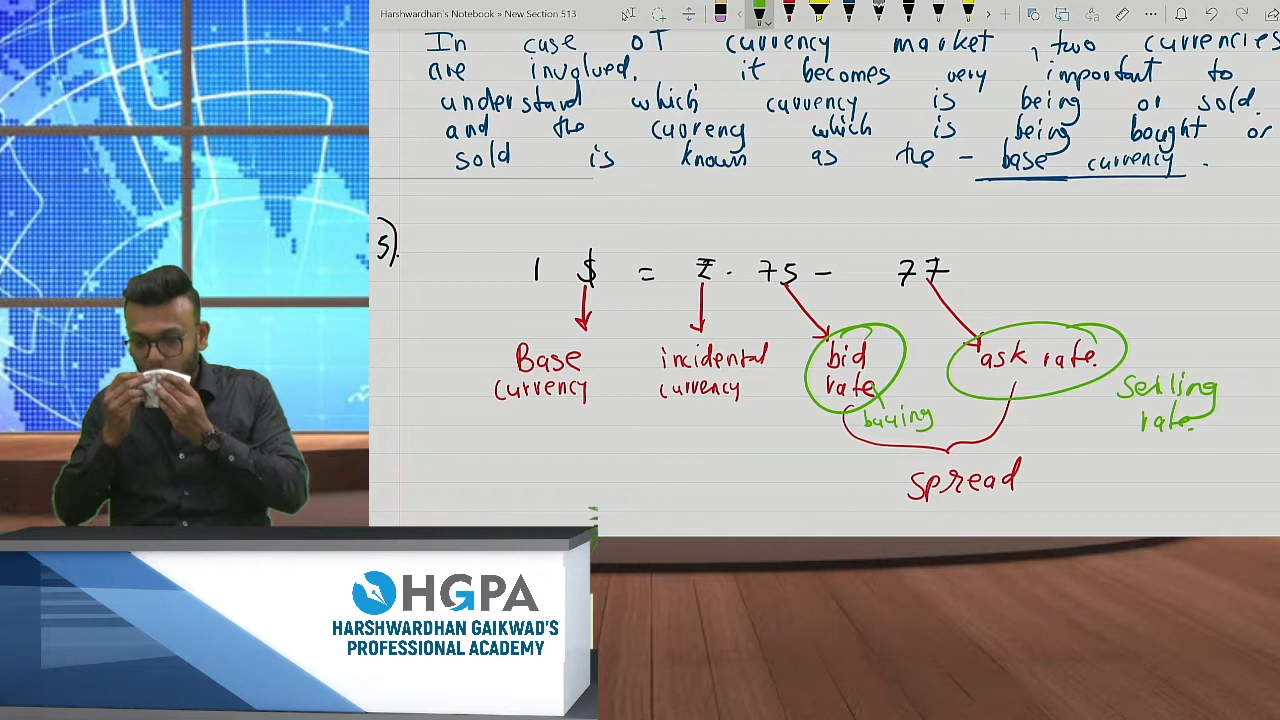 Harshwardhan's Notebook » New Section 513
In case OT currency market , two currencies
are involved. it becomes very important to
understand which currency is being or sold.
and the currency which is being bought or
sold is known as the - base currency .
5).
1 $ = ₹. 75 - 77
Base currency
incidental currency
bid rate
ask rate.
buying
Selling rate.
spread
HGPA
HARSHWARDHAN GAIKWAD'S
PROFESSIONAL ACADEMY